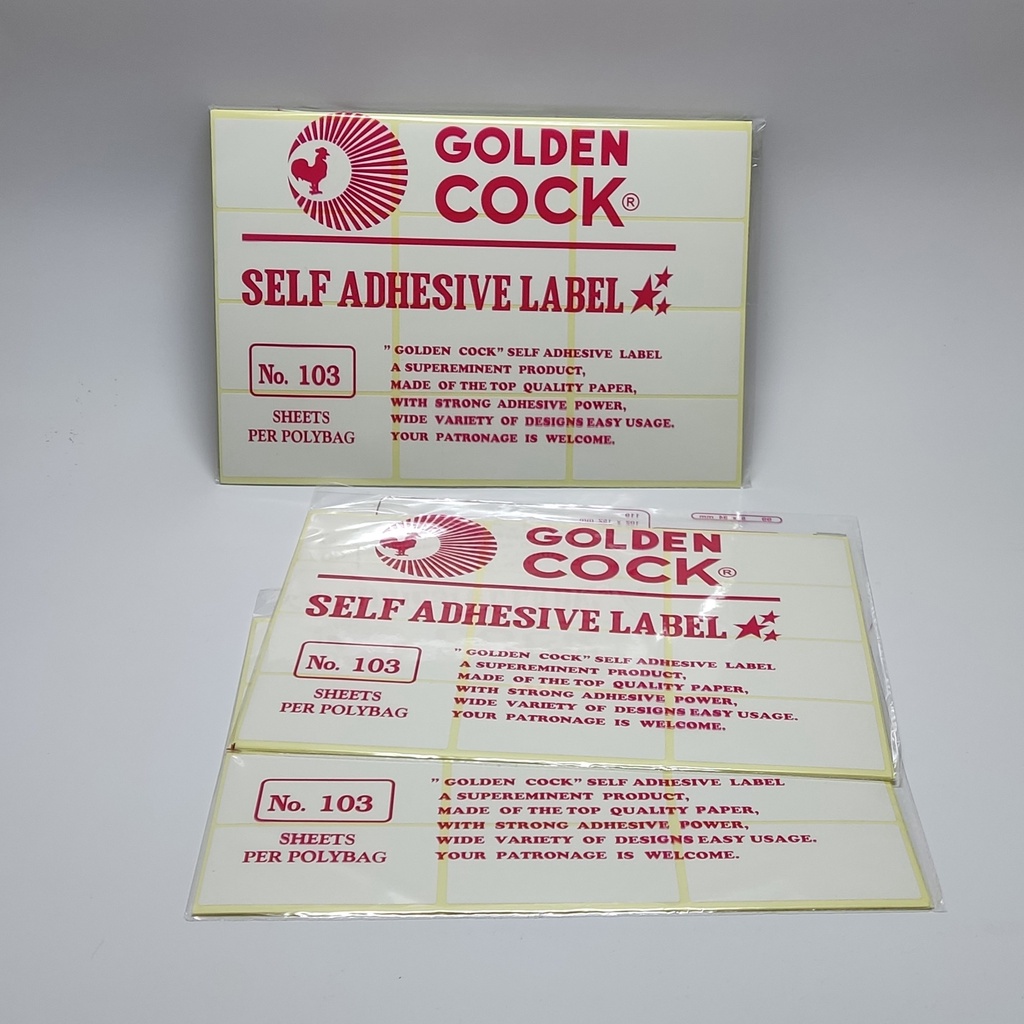 GOLDEN
COCK®
SELF ADHESIVE LABEL
No. 103
SHEETS
PER POLYBAG
" GOLDEN COCK" SELF ADHESIVE LABEL
A SUPEREMINENT PRODUCT,
MADE OF THE TOP QUALITY PAPER,
WITH STRONG ADHESIVE POWER,
WIDE VARIETY OF DESIGNS EASY USAGE.
YOUR PATRONAGE IS WELCOME.
GOLDEN
COCK®
SELF ADHESIVE LABEL
No. 103
SHEETS
PER POLYBAG
" GOLDEN COCK" SELF ADHESIVE LABEL
A SUPEREMINENT PRODUCT,
MADE OF THE TOP QUALITY PAPER,
WITH STRONG ADHESIVE POWER,
WIDE VARIETY OF DESIGNS EASY USAGE.
YOUR PATRONAGE IS WELCOME.
No. 103
SHEETS
PER POLYBAG
" GOLDEN COCK" SELF ADHESIVE LABEL
A SUPEREMINENT PRODUCT,
MADE OF THE TOP QUALITY PAPER,
WITH STRONG ADHESIVE POWER,
WIDE VARIETY OF DESIGNS EASY USAGE.
YOUR PATRONAGE IS WELCOME.